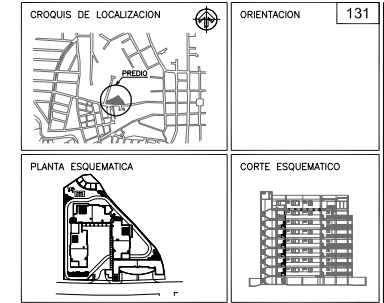 CROQUIS DE LOCALIZACION
ORIENTACION
131
PREDIO
PLANTA ESQUEMATICA
CORTE ESQUEMATICO